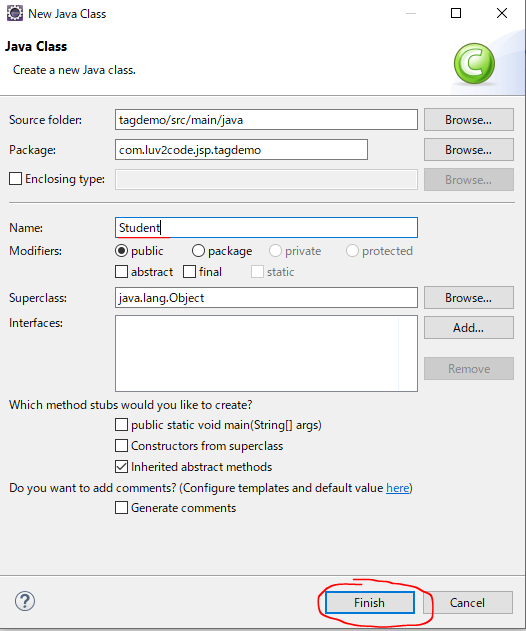 New Java Class
Java Class
Create a new Java class.
Source folder: tagdemo/src/main/java Browse...
Package: com.luv2code.jsp.tagdemo Browse...
Enclosing type: Browse...
Name: Student
Modifiers: public package private protected
abstract final static
Superclass: java.lang.Object Browse...
Interfaces: Add...
Remove
Which method stubs would you like to create?
public static void main(String[] args)
Constructors from superclass
Inherited abstract methods
Do you want to add comments? (Configure templates and default value here)
Generate comments
? Finish Cancel